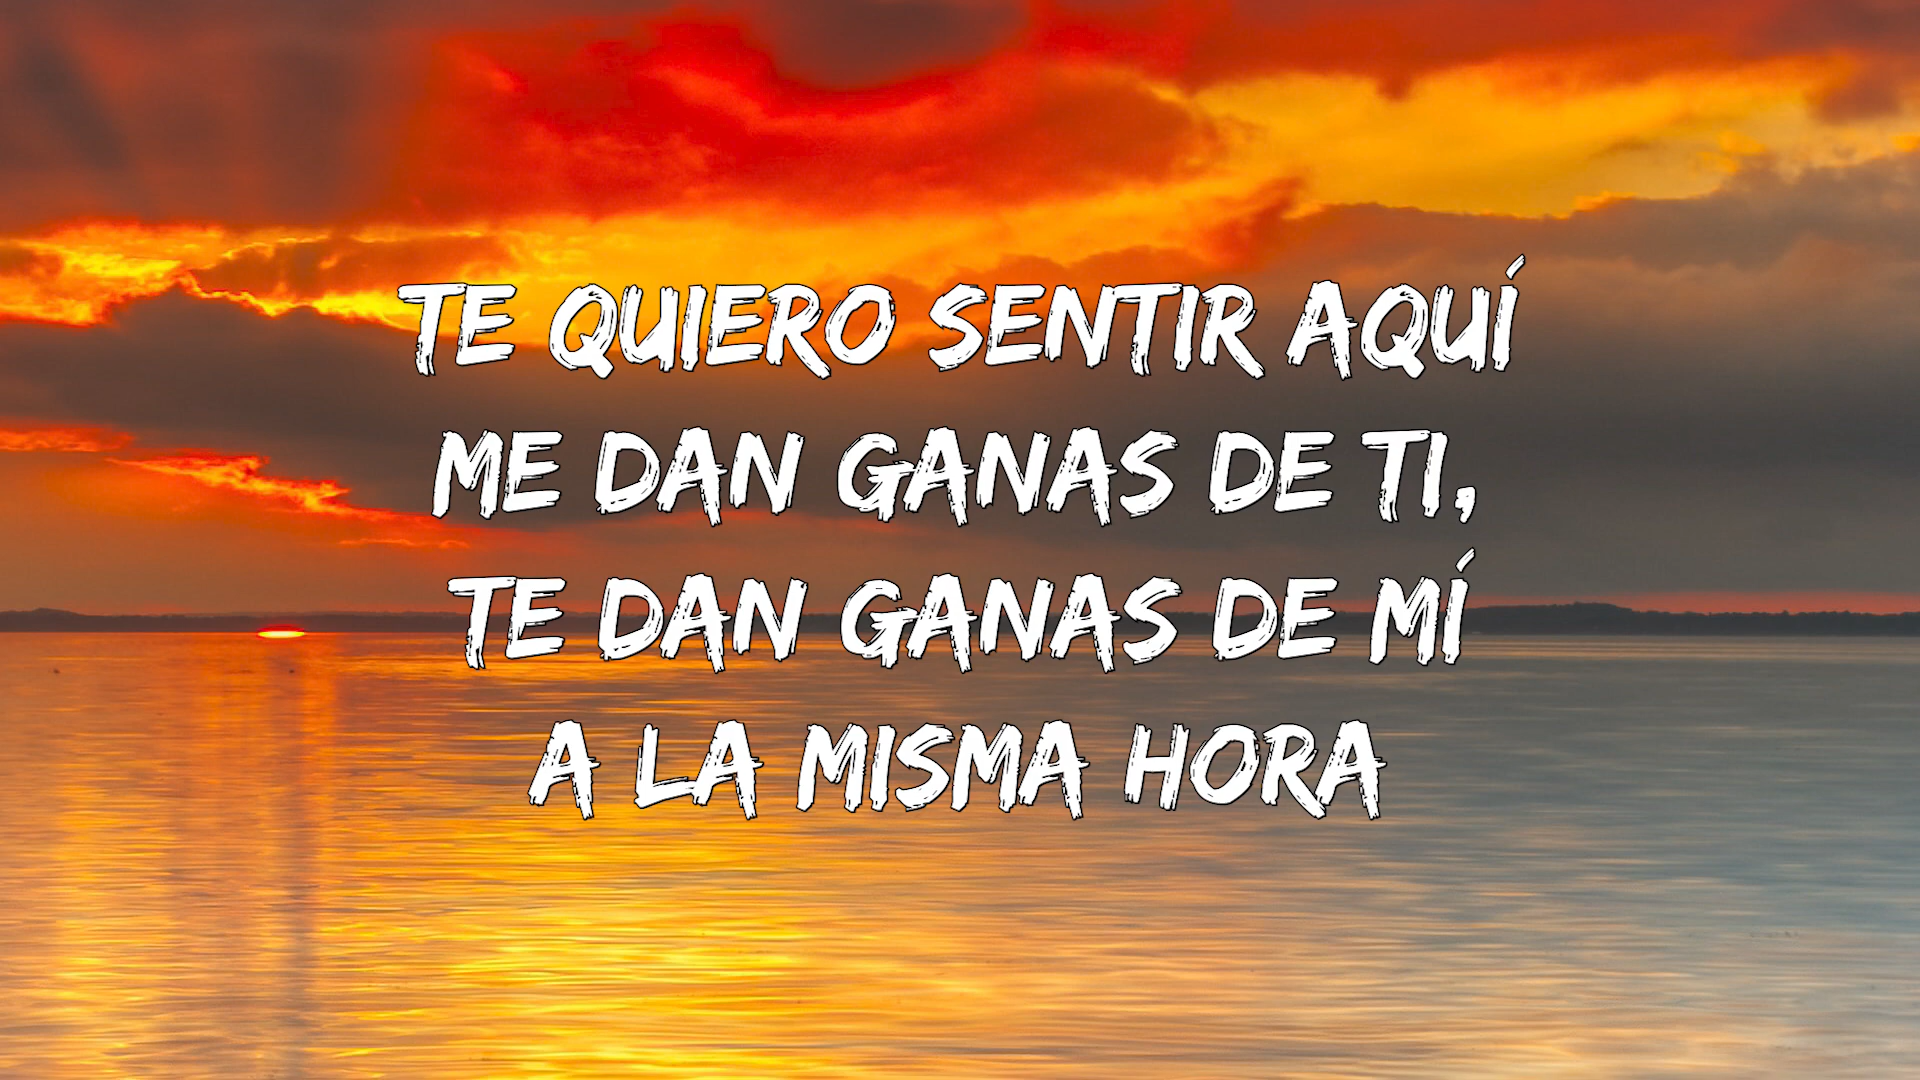 TE QUIERO SENTIR AQUÍ
ME DAN GANAS DE TI,
TE DAN GANAS DE MÍ
A LA MISMA HORA